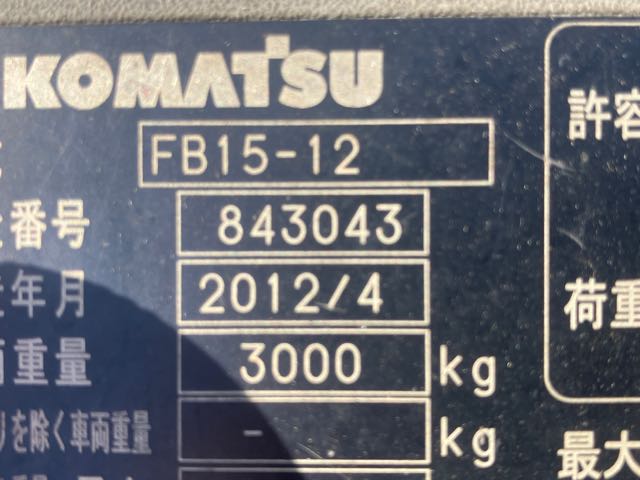 KOMATSU
FB15-12
番号 843043
年月 2012/4
重量 3000 kg
を除く車両重量 - kg
許容
荷重
最大